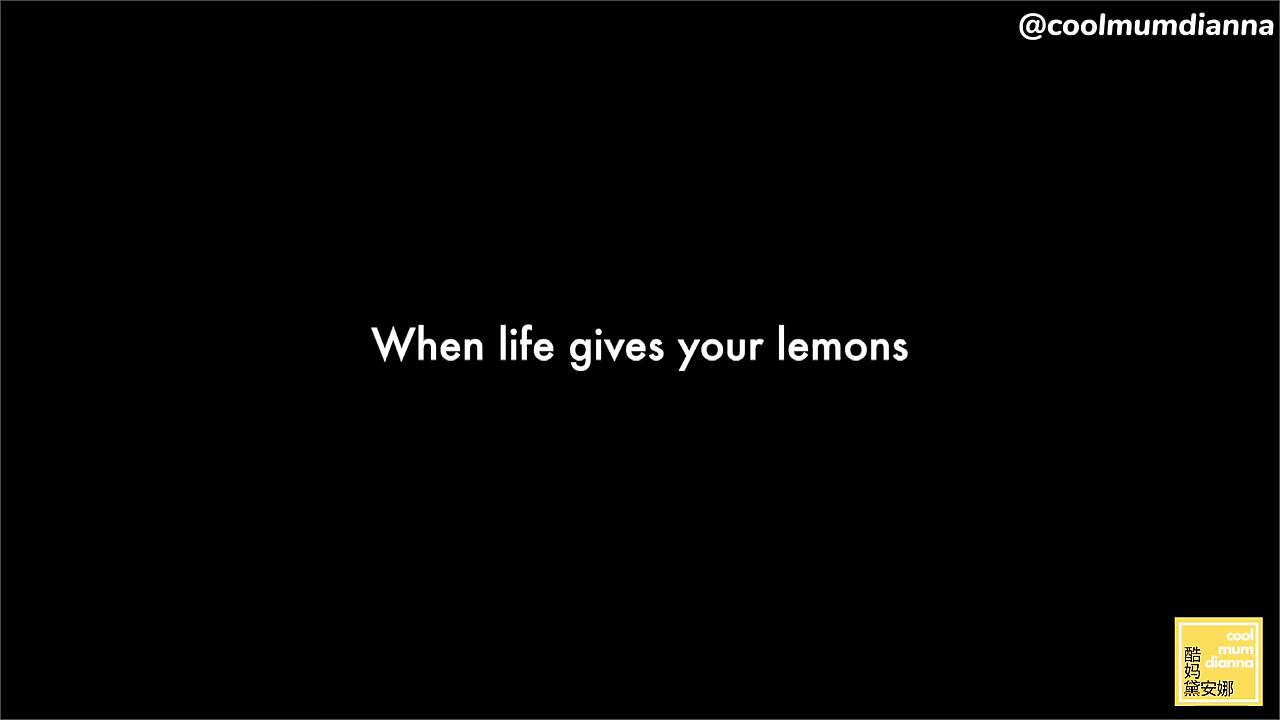 @coolmumdianna
When life gives your lemons
cool
mum
dianna
酷
妈
黛安娜